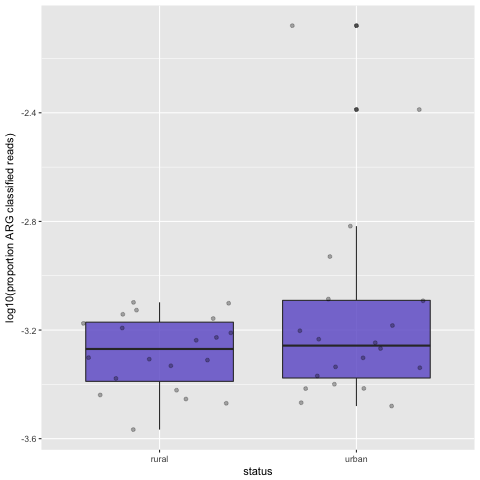 log10(proportion ARG classified reads)
-2.4
-2.8
-3.2
-3.6
rural
urban
status